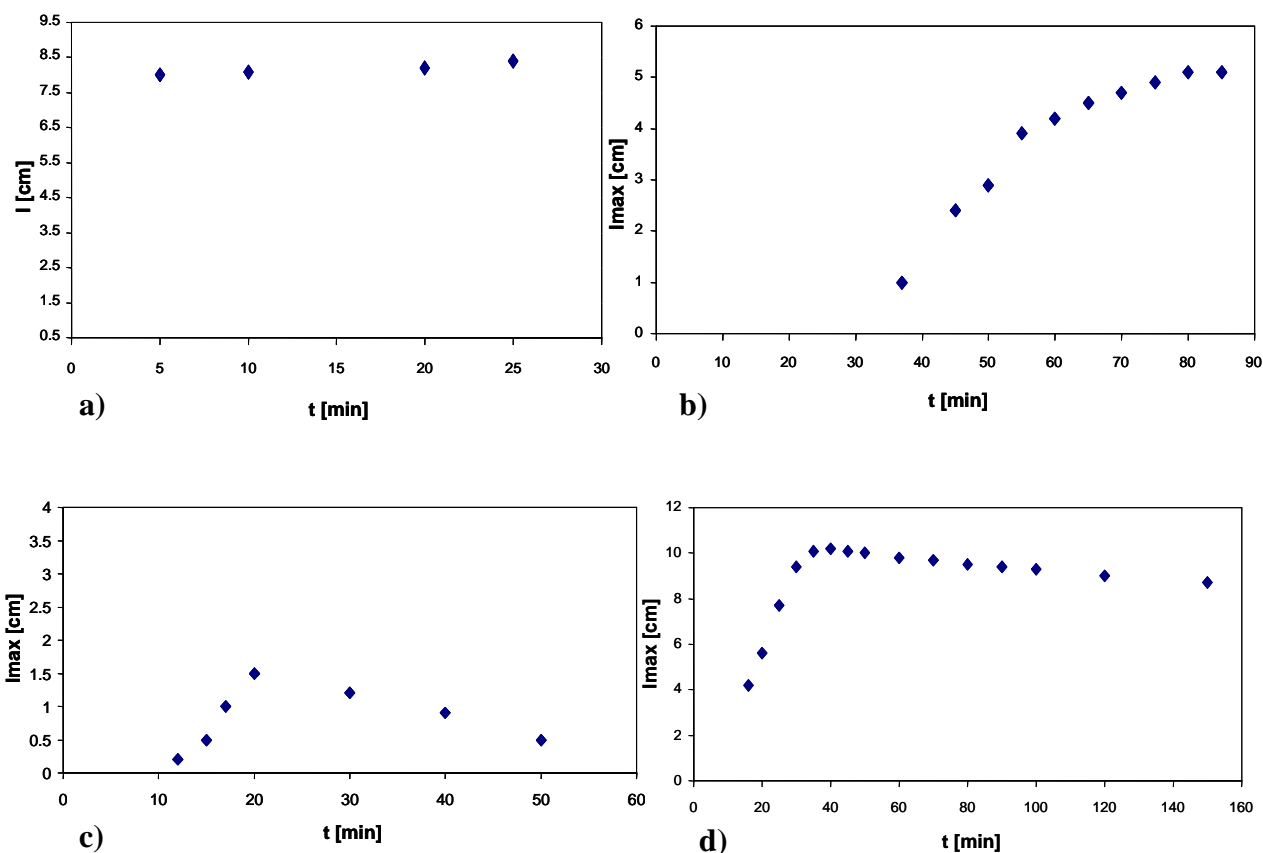 9.5
8.5
7.5
6.5
5.5
4.5
3.5
2.5
1.5
0.5
l [cm]
0 5 10 15 20 25 30
a)
t [min]
6
5
4
3
2
1
0
lmax [cm]
0 10 20 30 40 50 60 70 80 90
b)
t [min]
4
3.5
3
2.5
2
1.5
1
0.5
0
lmax [cm]
0 10 20 30 40 50 60
c)
t [min]
12
10
8
6
4
2
0
lmax [cm]
0 20 40 60 80 100 120 140 160
d)
t [min]